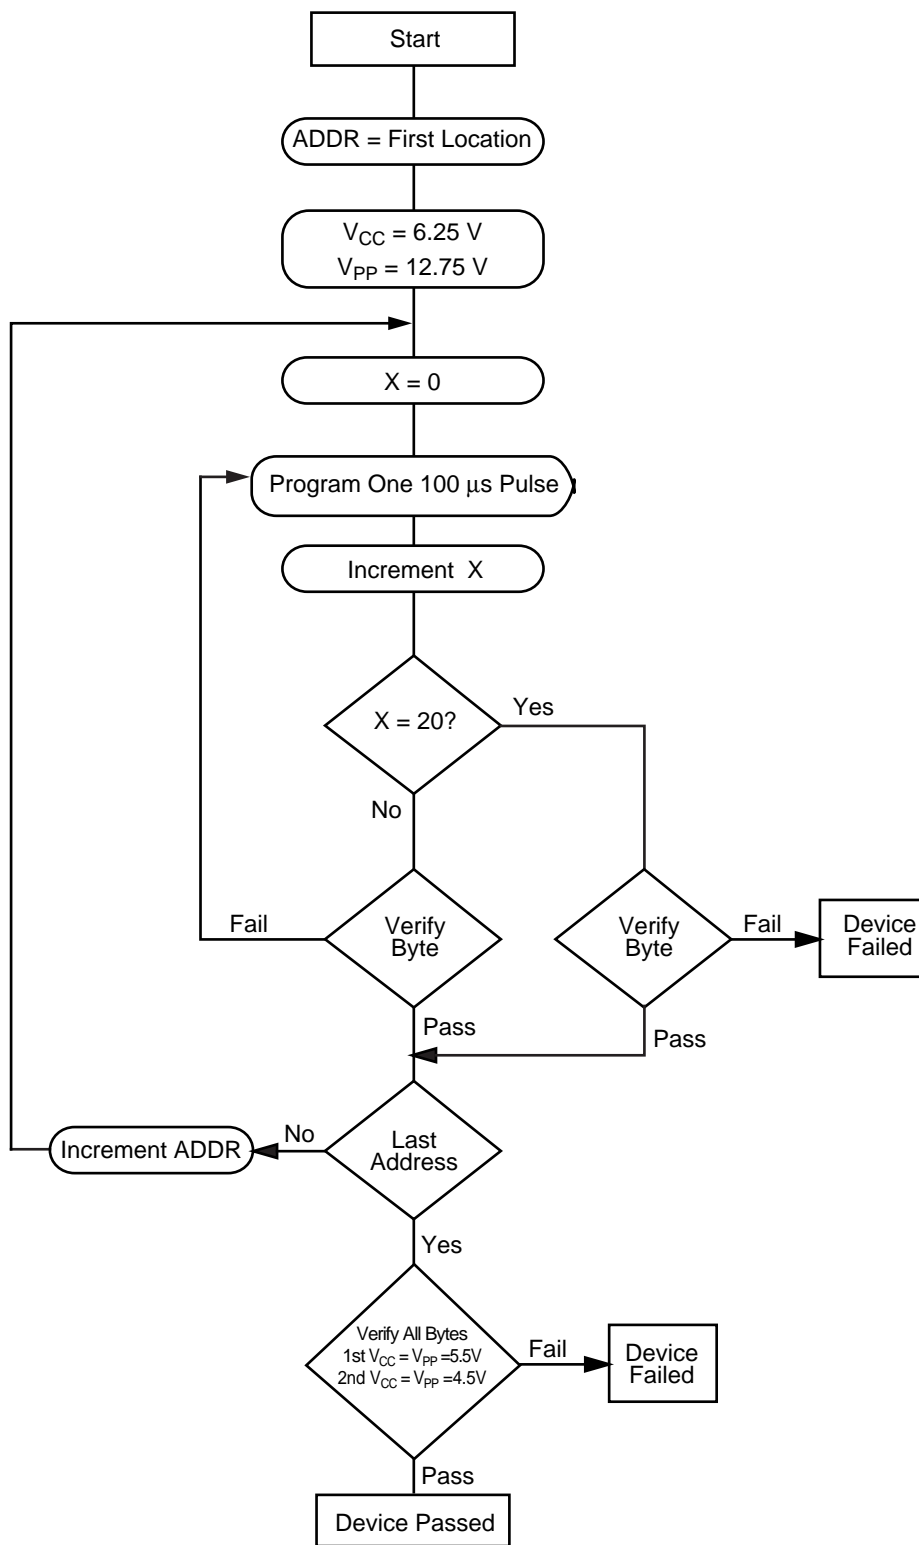 Start
ADDR = First Location
VCC = 6.25 V
VPP = 12.75 V
X = 0
Program One 100 μs Pulse
Increment X
X = 20?
Yes
No
Fail
Verify
Byte
Verify
Byte
Fail
Device
Failed
Pass
Pass
Increment ADDR
No
Last
Address
Yes
Verify All Bytes
1st VCC = VPP =5.5V
2nd VCC = VPP =4.5V
Fail
Device
Failed
Pass
Device Passed